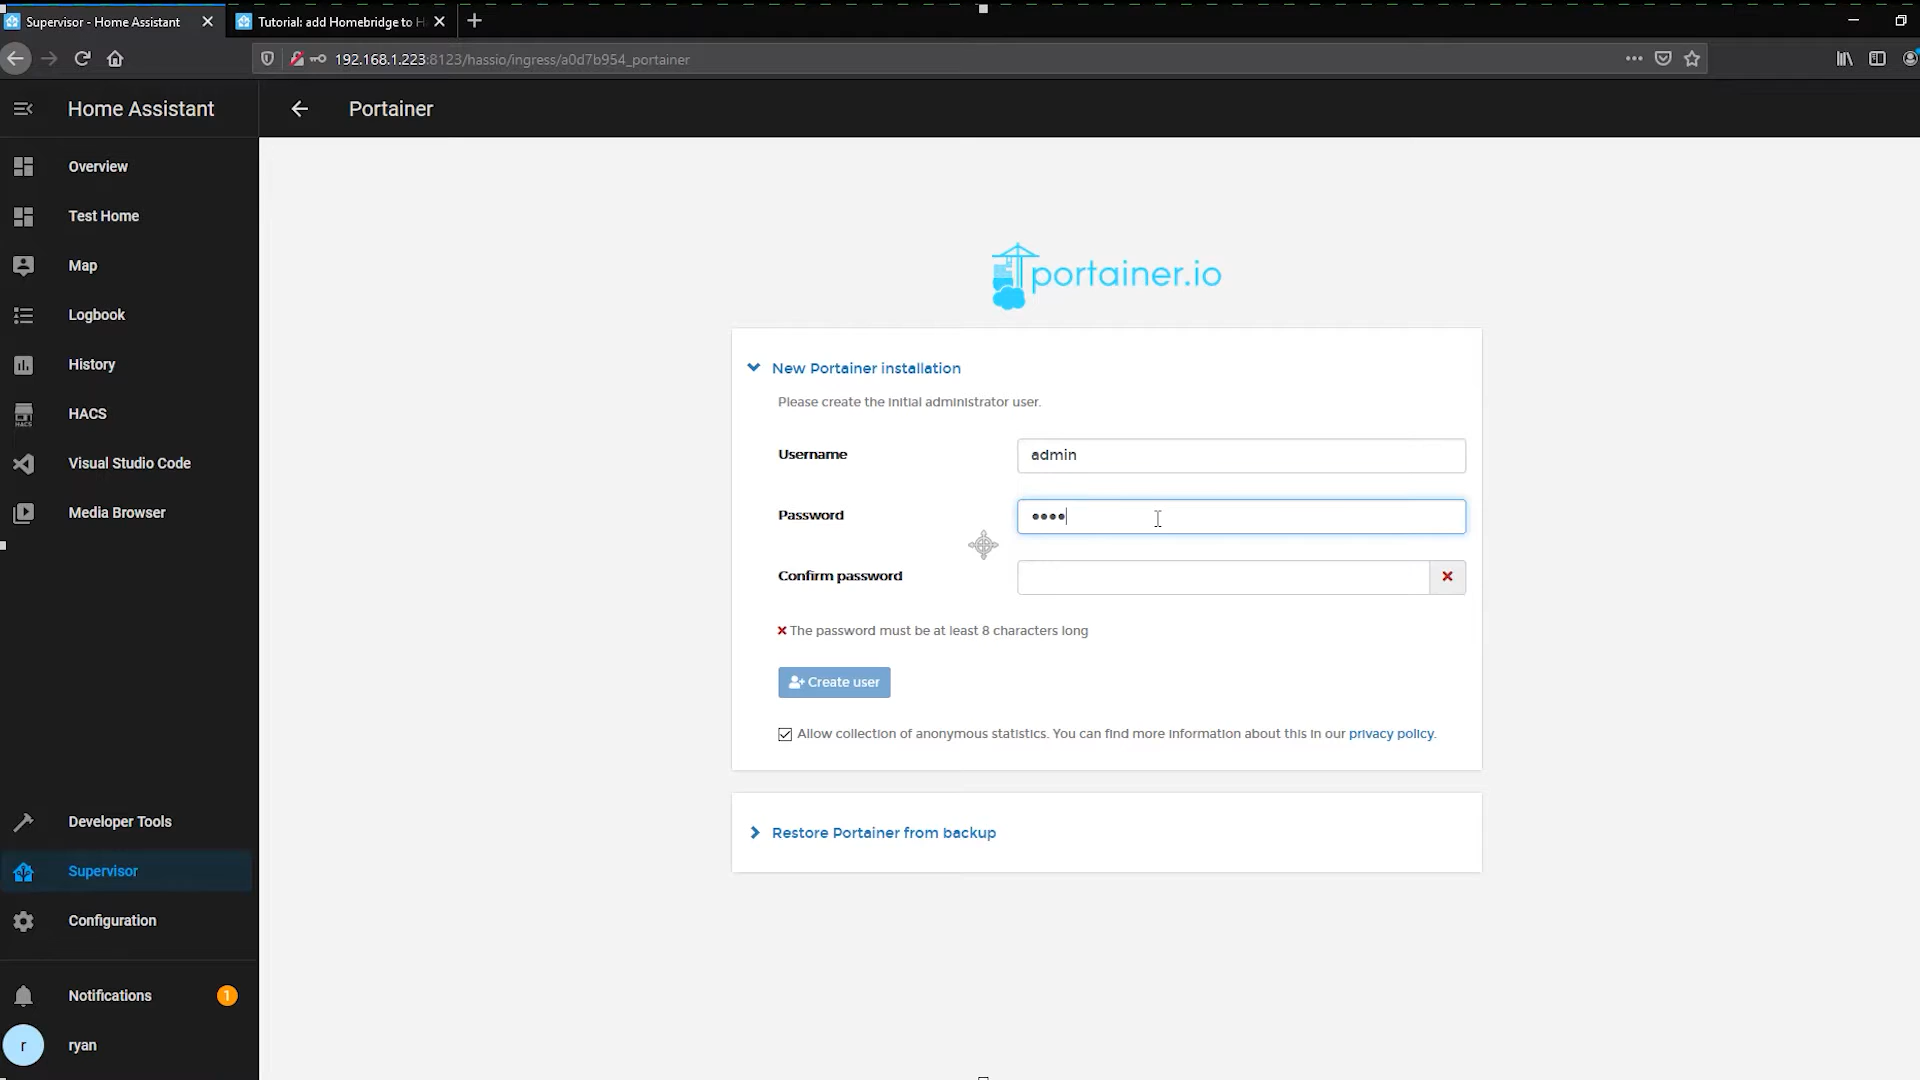 Supervisor - Home Assistant
Tutorial: add Homebridge to H
192.168.1.223:8123/hassio/ingress/a0d7b954_portainer
Home Assistant
Portainer
Overview
Test Home
Map
Logbook
History
HACS
HACS
Visual Studio Code
Media Browser
Developer Tools
Supervisor
Configuration
Notifications
1
r
ryan
portainer.io
New Portainer installation
Please create the initial administrator user.
Username
admin
Password
Confirm password
The password must be at least 8 characters long
Create user
Allow collection of anonymous statistics. You can find more information about this in our privacy policy.
Restore Portainer from backup